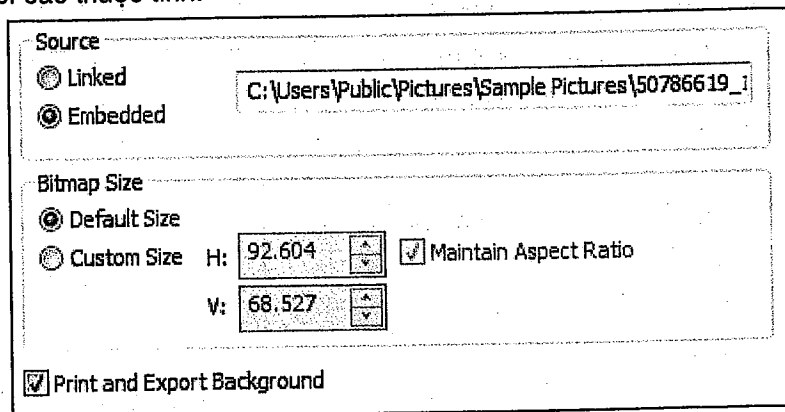 thuộc
Source
Linked
C:\Users\Public\Pictures\Sample Pictures\50786619_
Embedded
Bitmap Size
Default Size
Custom Size H: 92.604 Maintain Aspect Ratio
V: 68.527
Print and Export Background